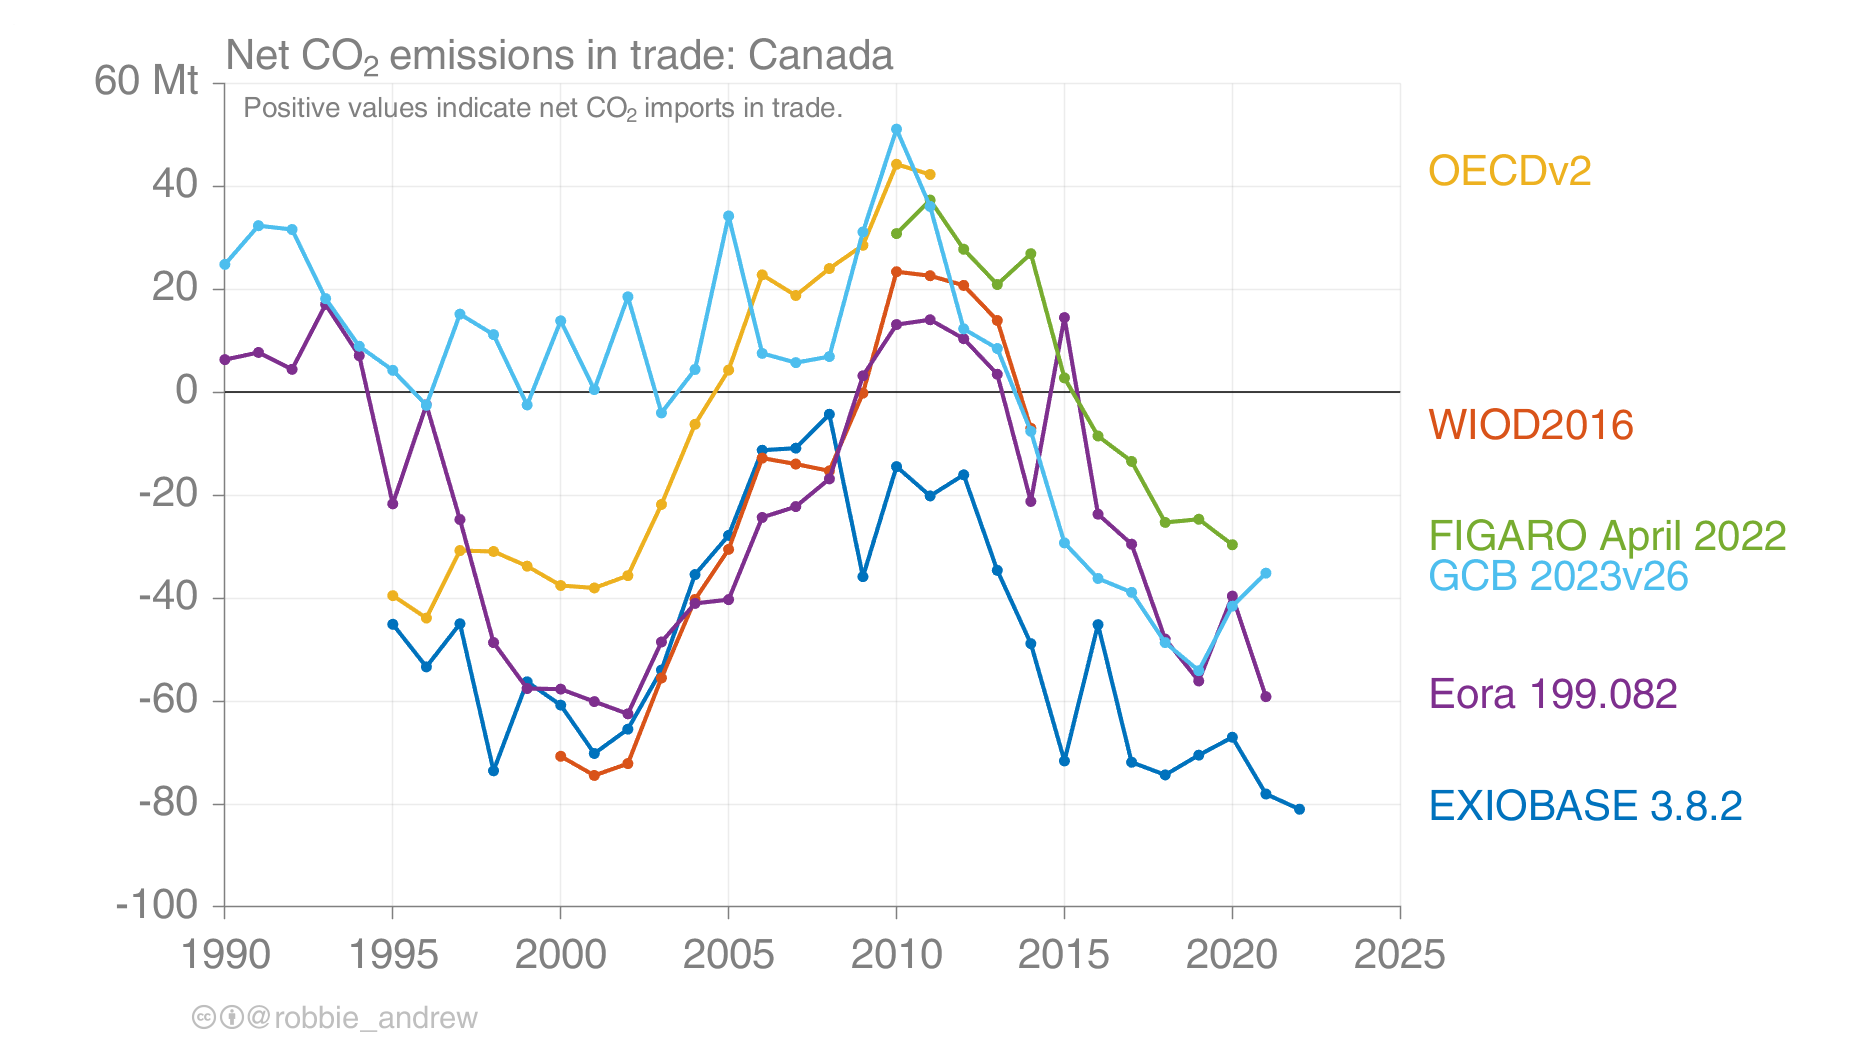 Net CO₂ emissions in trade: Canada
60 Mt
Positive values indicate net CO₂ imports in trade.
40
20
0
-20
-40
-60
-80
-100
OECDv2
WIOD2016
FIGARO April 2022
GCB 2023v26
Eora 199.082
EXIOBASE 3.8.2
1990 1995 2000 2005 2010 2015 2020 2025
cc @robbie_andrew